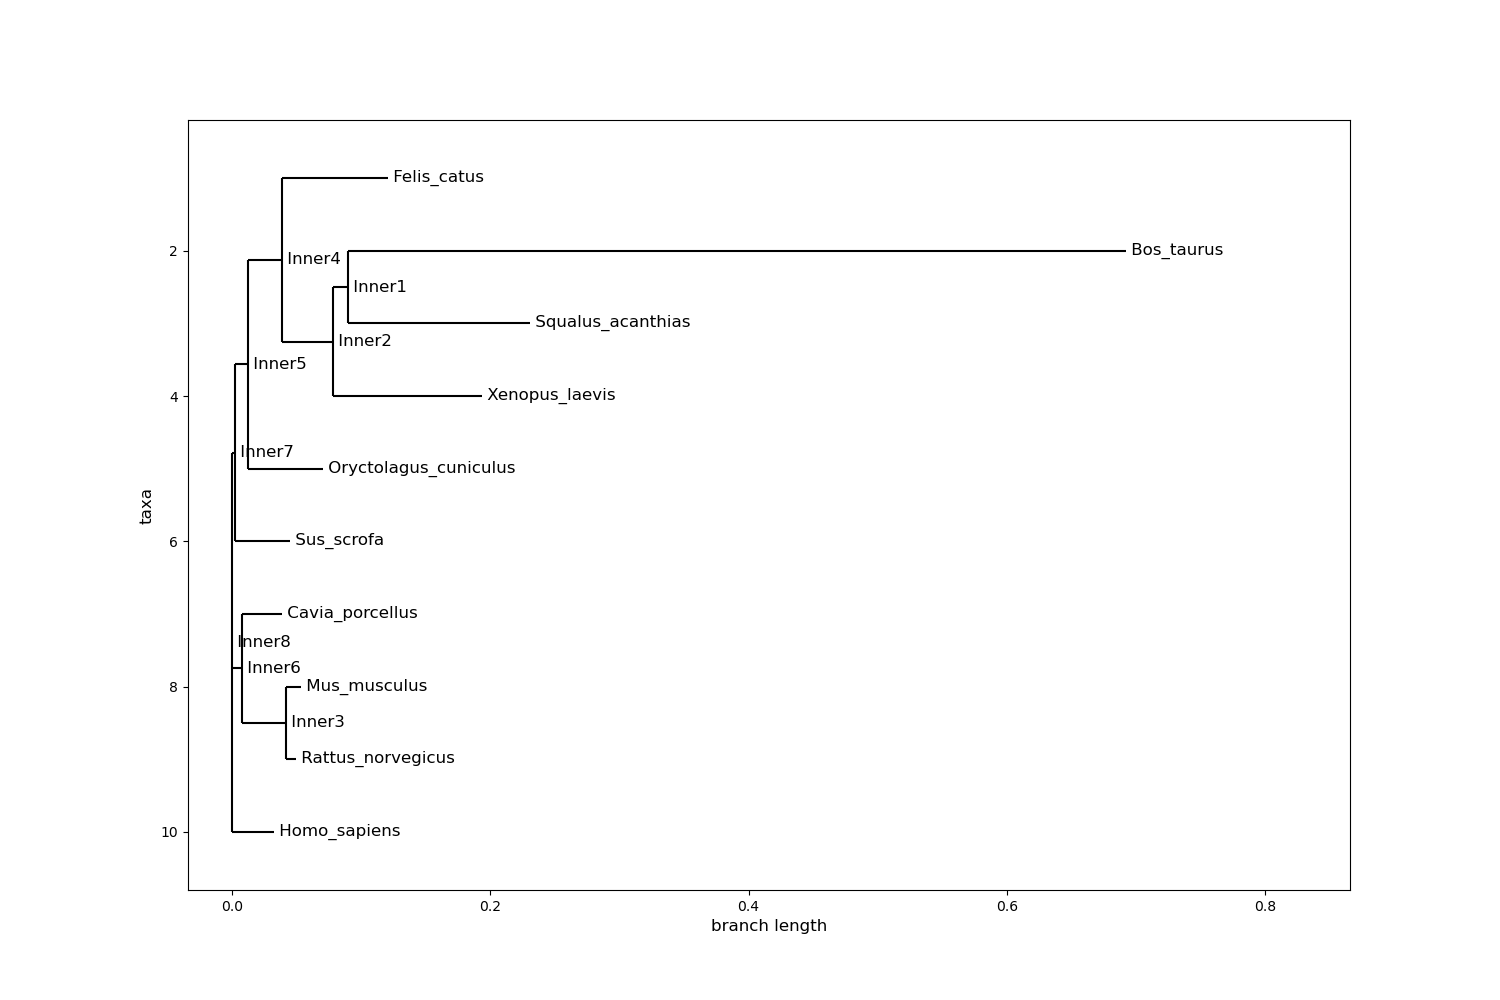 Felis_catus
2
Bos_taurus
Inner4
Inner1
Squalus_acanthias
Inner2
Inner5
4
Xenopus_laevis
Inner7
Oryctolagus_cuniculus
taxa
6
Sus_scrofa
Cavia_porcellus
Inner8
Inner6
8
Mus_musculus
Inner3
Rattus_norvegicus
10
Homo_sapiens
0.0
0.2
0.4
0.6
0.8
branch length